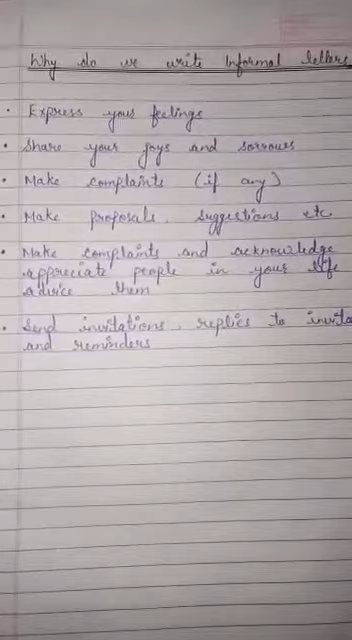 Why do we write Informal letters
• Express your feelings
• Share your joys and sorrows
• Make complaints (if any)
• Make proposals, suggestions etc
• Make complaints and acknowledge
appreciate people in your life
advice them
• Send invitations, replies to invita
and reminders